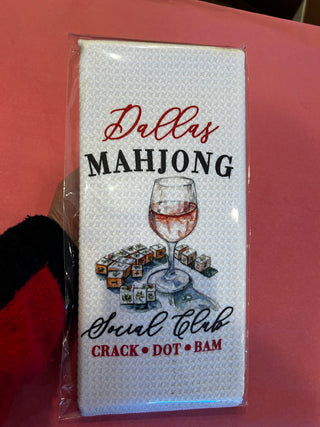 Dallas
MAHJONG
Social Club
CRACK • DOT • BAM